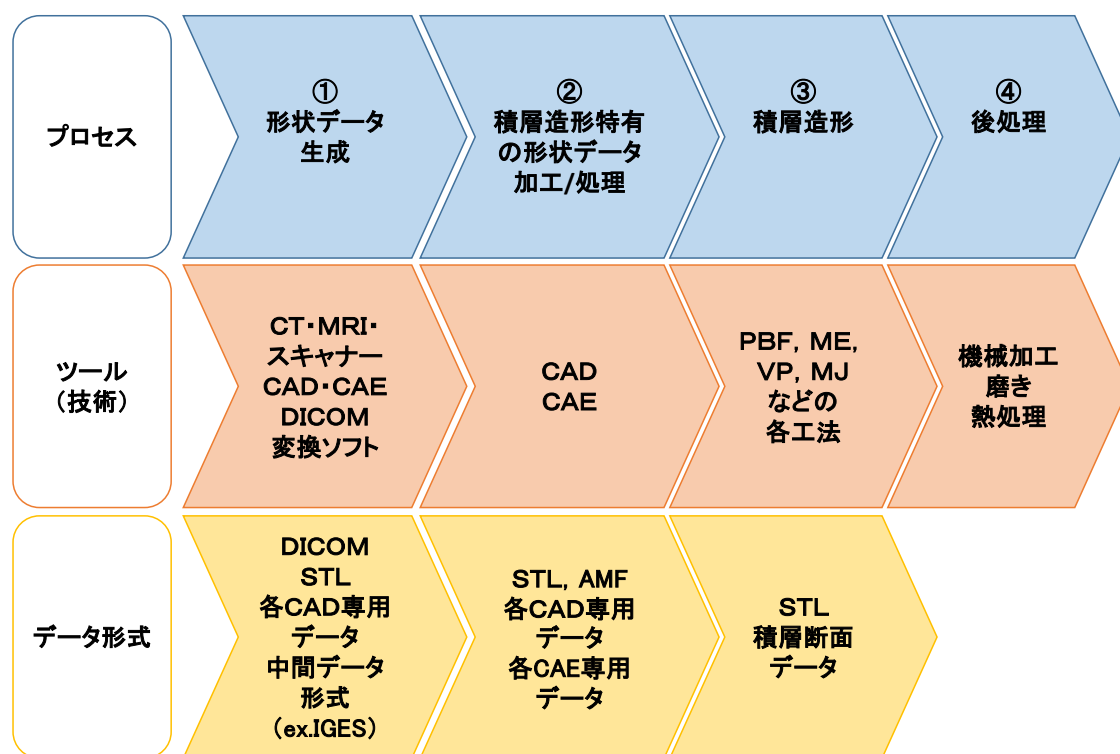 プロセス
①
形状データ
生成
②
積層造形特有
の形状データ
加工/処理
③
積層造形
④
後処理
ツール
（技術）
CT・MRI・
スキャナー
CAD・CAE
DICOM
変換ソフト
CAD
CAE
PBF, ME,
VP, MJ
などの
各工法
機械加工
磨き
熱処理
データ形式
DICOM
STL
各CAD専用
データ
中間データ
形式
（ex.IGES）
STL, AMF
各CAD専用
データ
各CAE専用
データ
STL
積層断面
データ